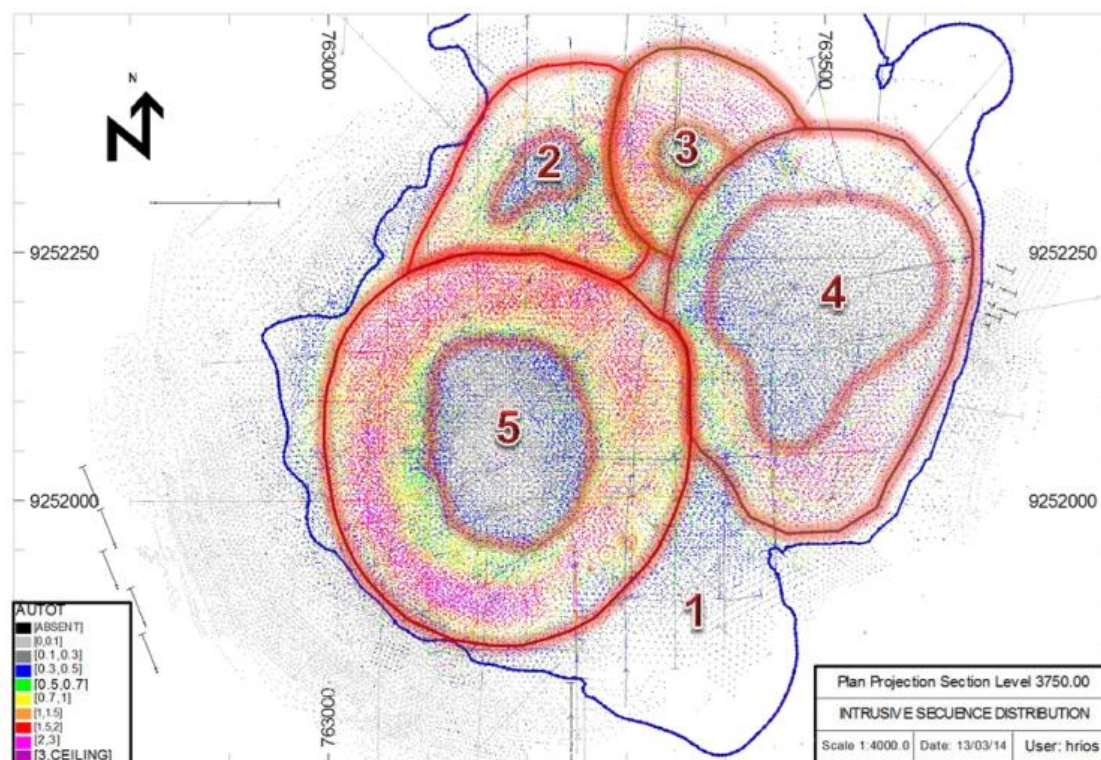 763000
763500
N
N
2
3
9252250
9252250
4
5
9252000
9252000
1
AUTOT
[ABSENT]
[0,0.1]
[0.1,0.3]
[0.3,0.5]
[0.5,0.7]
[0.7,1]
[1,1.5]
[1.5,2]
[2,3]
[3,CEILING]
763000
Plan Projection Section Level 3750.00
INTRUSIVE SECUENCE DISTRIBUTION
Scale 1:4000.0 Date: 13/03/14 User: hrios